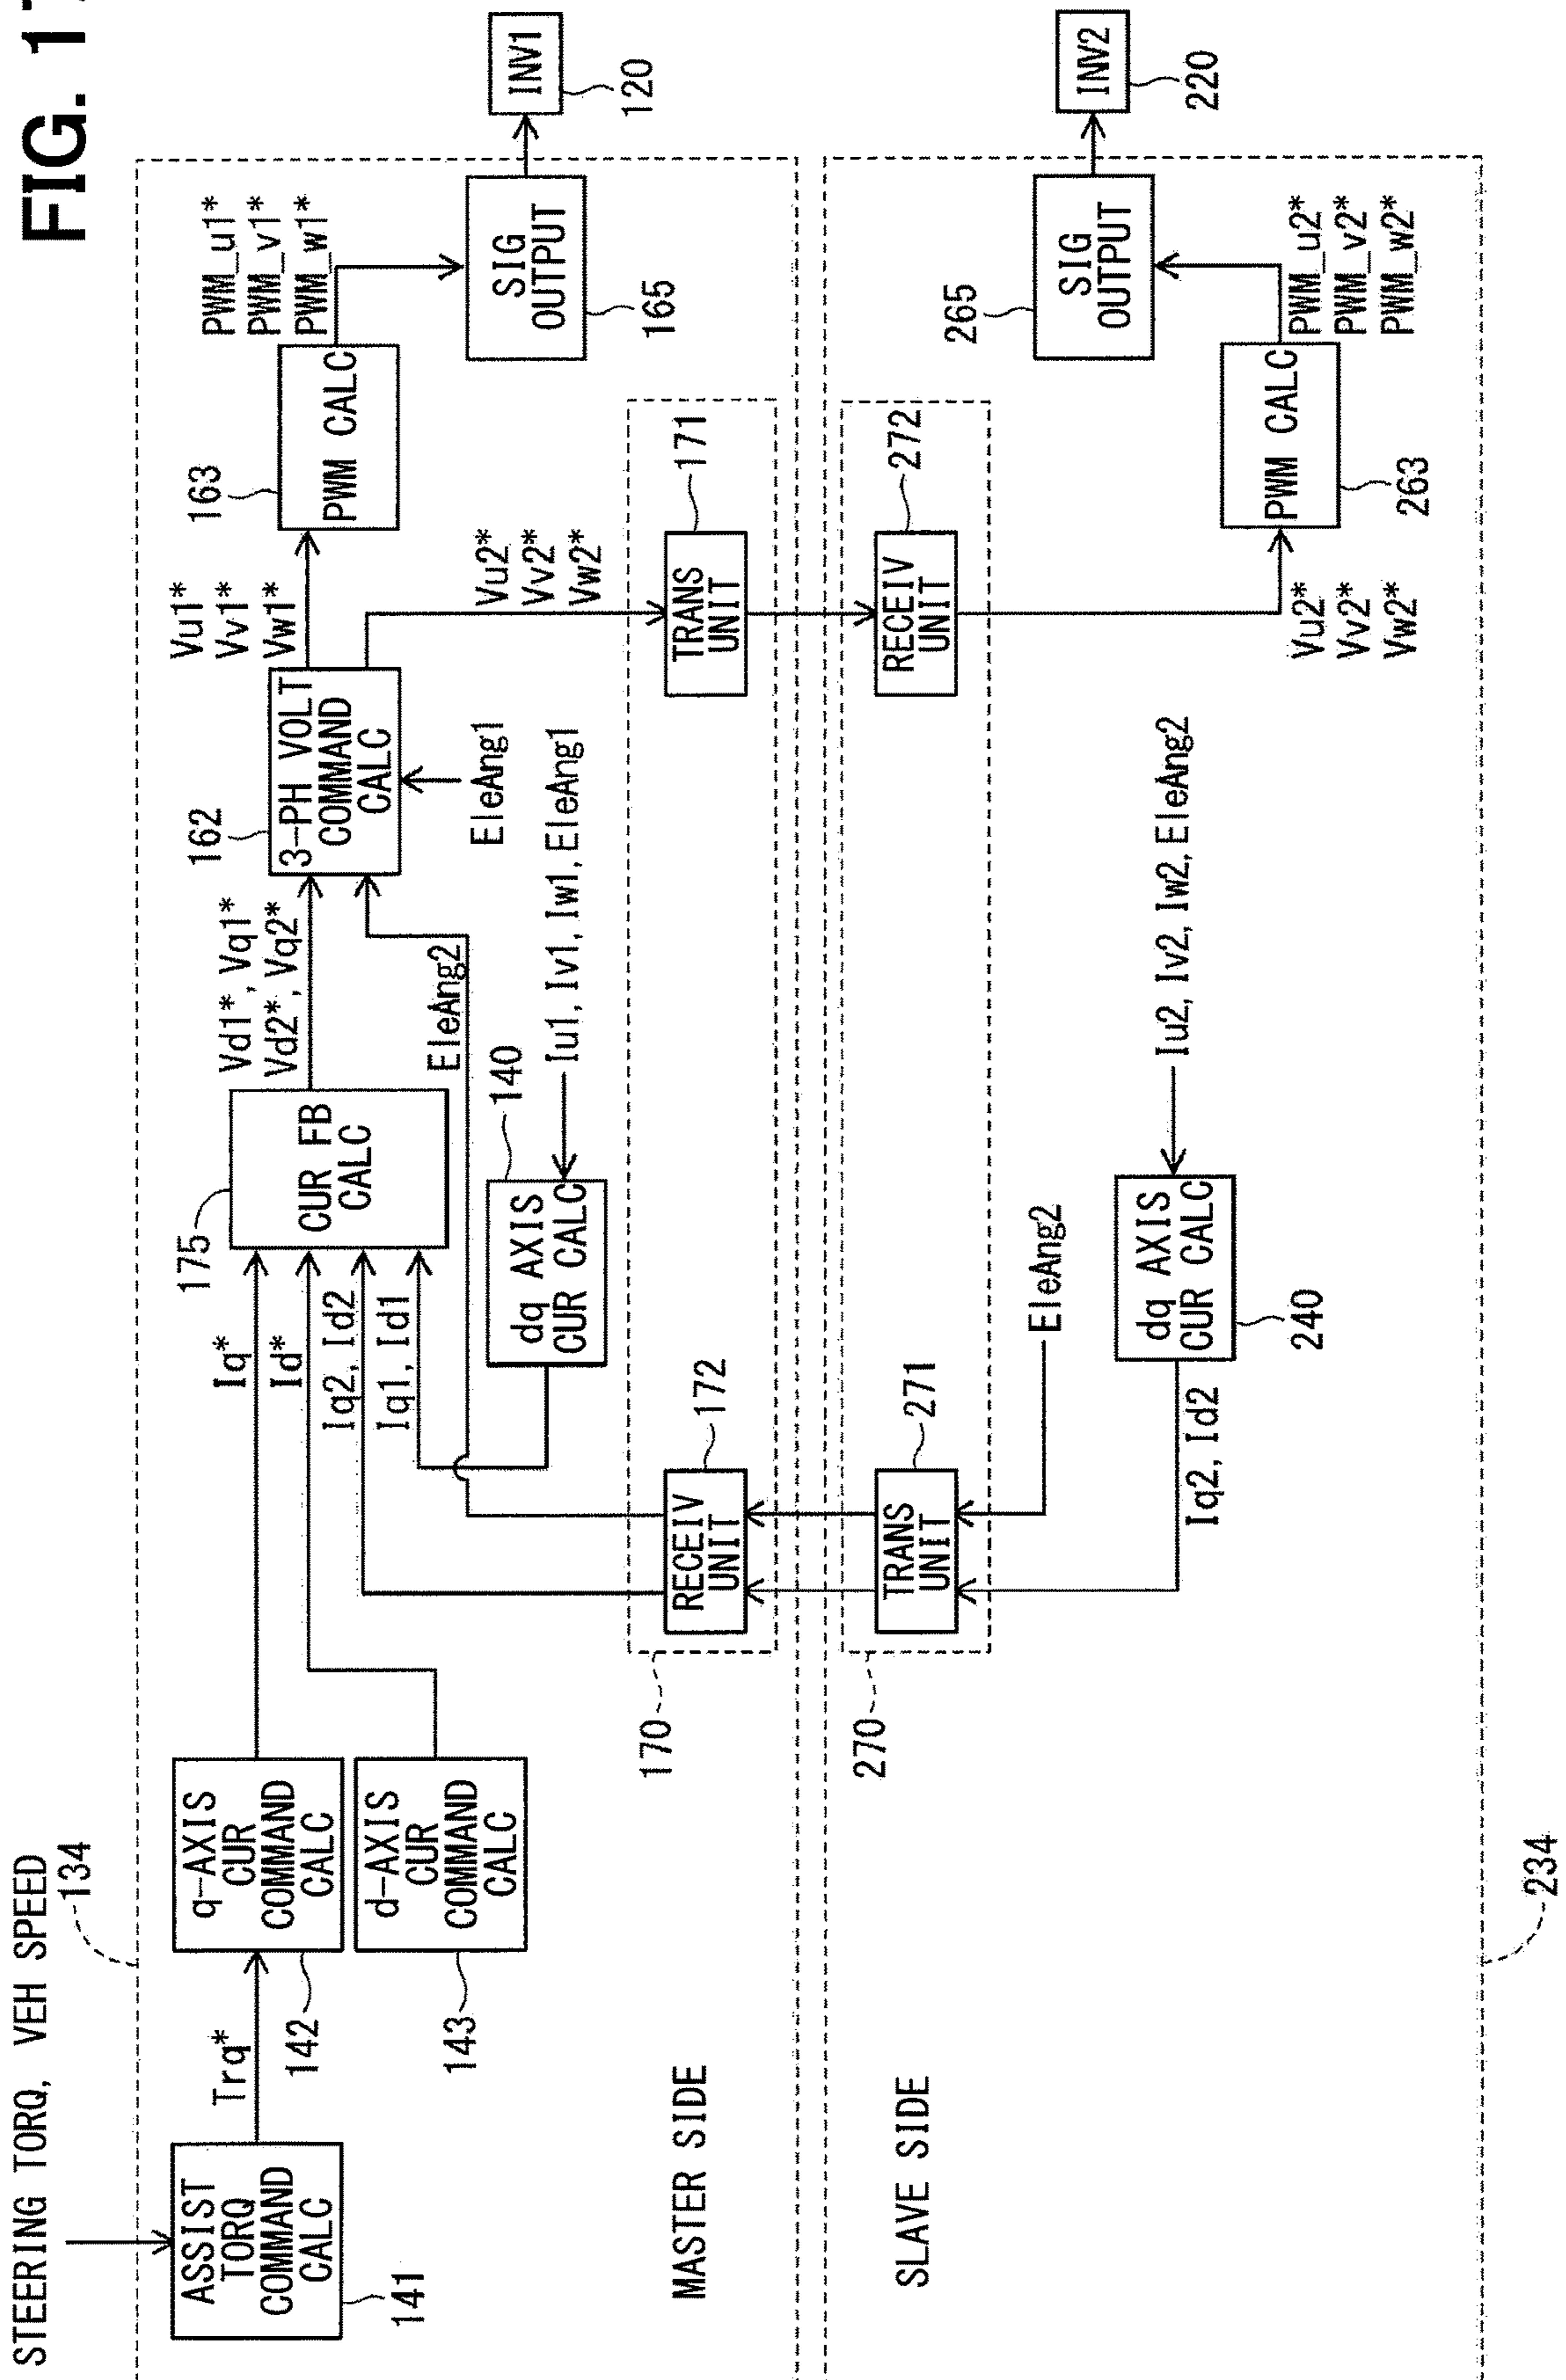 FIG. 17
STEERING TORQ, VEH SPEED
134
ASSIST
TORQ
COMMAND
CALC
141
Trq*
q-AXIS
CUR
COMMAND
CALC
142
d-AXIS
CUR
COMMAND
CALC
143
Iq*
Id*
Iq2, Id2
Iq1, Id1
175
CUR FB
CALC
Vd1*, Vq1*
Vd2*, Vq2*
EleAng2
140
dq AXIS
CUR CALC
Iu1, Iv1, Iw1, EleAng1
162
3-PH VOLT
COMMAND
CALC
EleAng1
Vu1*
Vv1*
Vw1*
163
PWM CALC
PWM_u1*
PWM_v1*
PWM_w1*
SIG
OUTPUT
165
INV1
120
Vu2*
Vv2*
Vw2*
170
RECEIV
UNIT
172
TRANS
UNIT
171
MASTER SIDE
SLAVE SIDE
270
TRANS
UNIT
271
RECEIV
UNIT
272
EleAng2
Iq2, Id2
dq AXIS
CUR CALC
240
Iu2, Iv2, Iw2, EleAng2
Vu2*
Vv2*
Vw2*
PWM CALC
263
PWM_u2*
PWM_v2*
PWM_w2*
265
SIG
OUTPUT
INV2
220
234